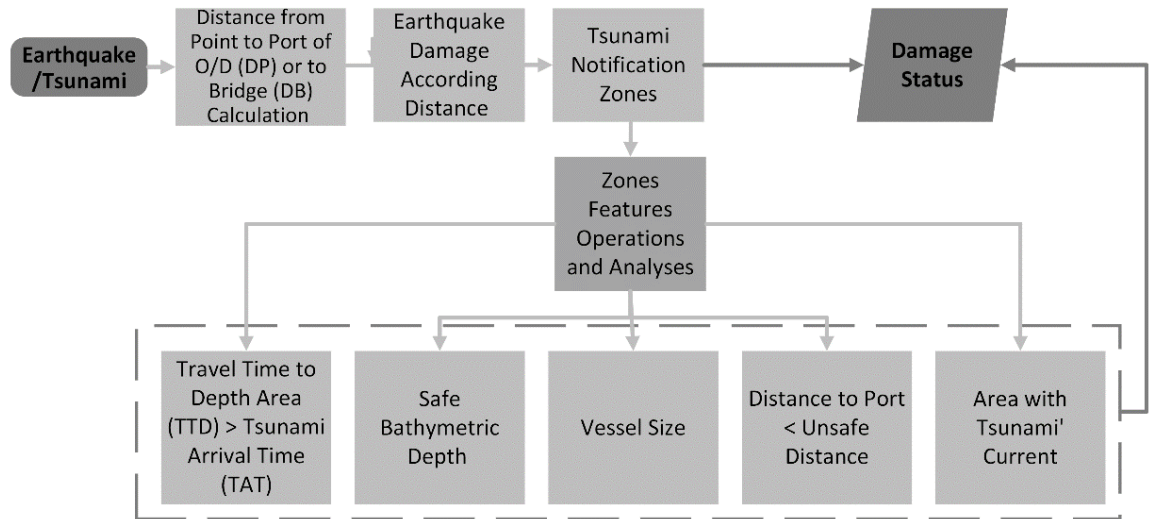 Earthquake
/Tsunami
Distance from
Point to Port of
O/D (DP) or to
Bridge (DB)
Calculation
Earthquake
Damage
According
Distance
Tsunami
Notification
Zones
Damage
Status
Zones
Features
Operations
and Analyses
Travel Time to
Depth Area
(TTD) > Tsunami
Arrival Time
(TAT)
Safe
Bathymetric
Depth
Vessel Size
Distance to Port
< Unsafe
Distance
Area with
Tsunami'
Current